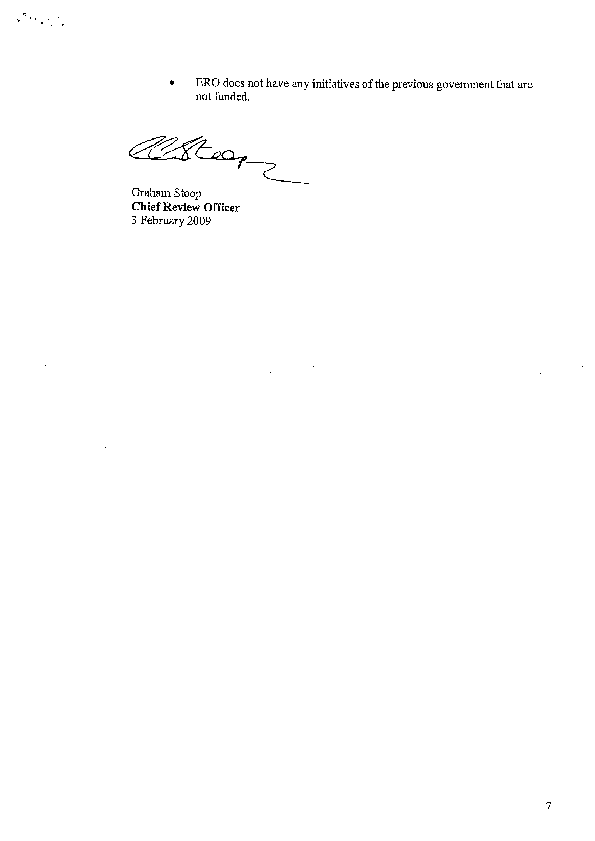 • ERO does not have any initiatives of the previous government that are
not funded.
Graham Stoop
Chief Review Officer
3 February 2009
7